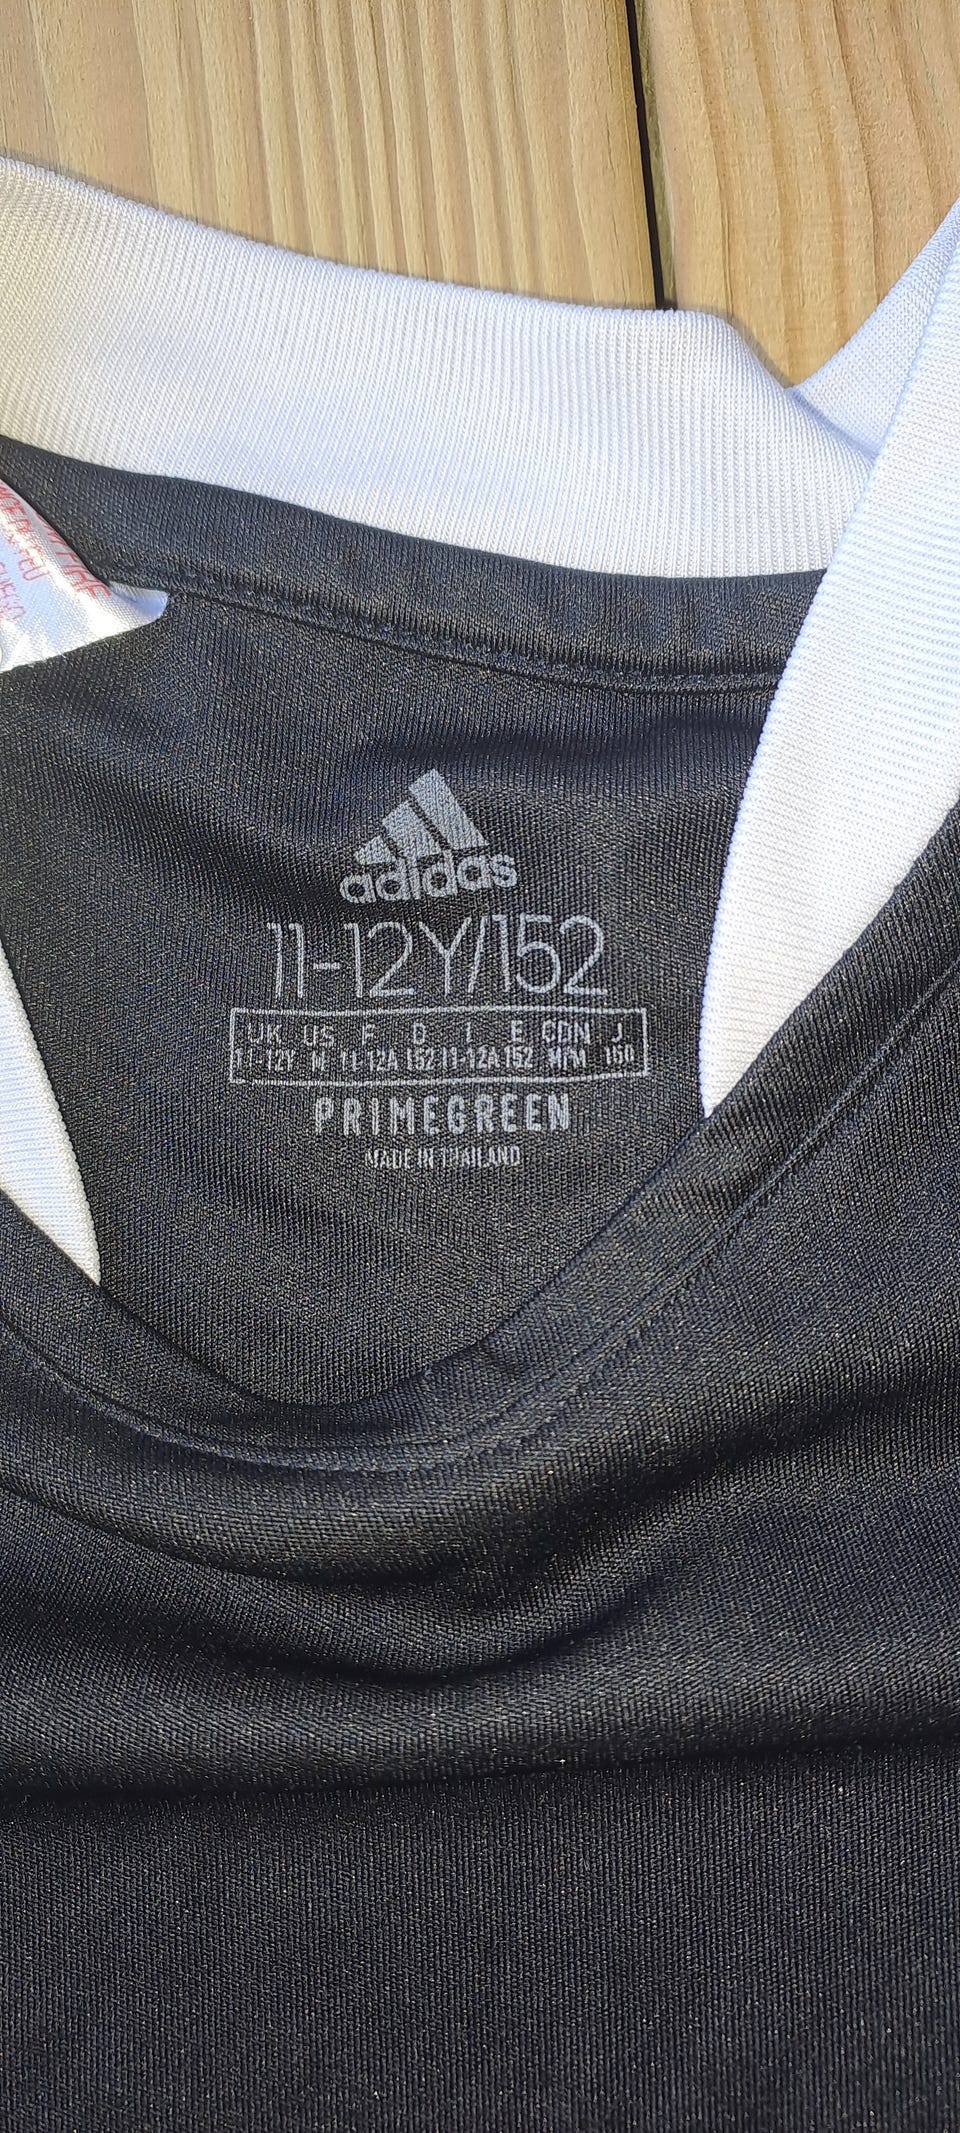 adidas
11-12Y/152
UK US F D I E CDN J
11-12Y M 11-12A 152 11-12A 152 M/M 150
PRIMEGREEN
MADE IN THAILAND